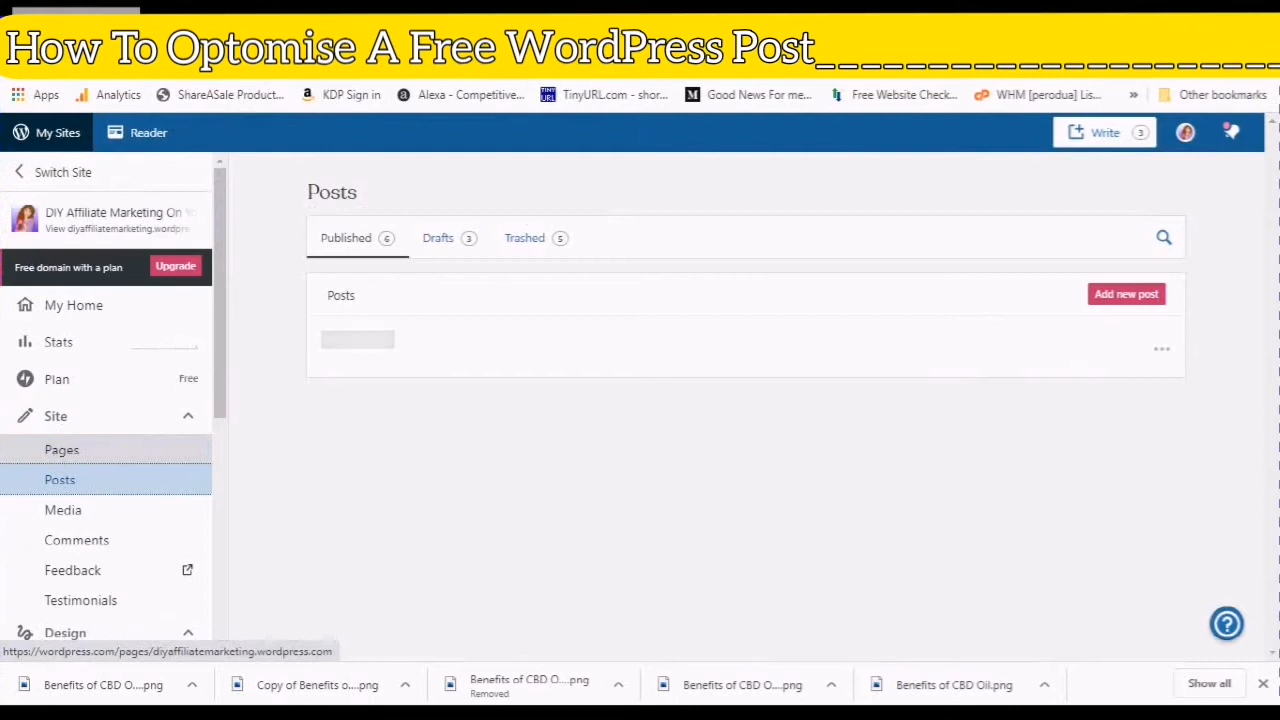 How To Optomise A Free WordPress Post____________________
Apps Analytics ShareASale Product... KDP Sign in Alexa - Competitive... TinyURL.com - shor... Good News For me... Free Website Check... WHM [perodua] Lis... » Other bookmarks
My Sites Reader Write 3
Switch Site
DIY Affiliate Marketing On
View diyaffiliatemarketing.wordpre
Free domain with a plan Upgrade
My Home
Stats
Plan Free
Site
Pages
Posts
Media
Comments
Feedback
Testimonials
Design
https://wordpress.com/pages/diyaffiliatemarketing.wordpress.com
Posts
Published 6 Drafts 3 Trashed 5
Posts Add new post
Benefits of CBD O....png Copy of Benefits o....png Benefits of CBD O....png Benefits of CBD O....png Benefits of CBD Oil.png Show all
Removed